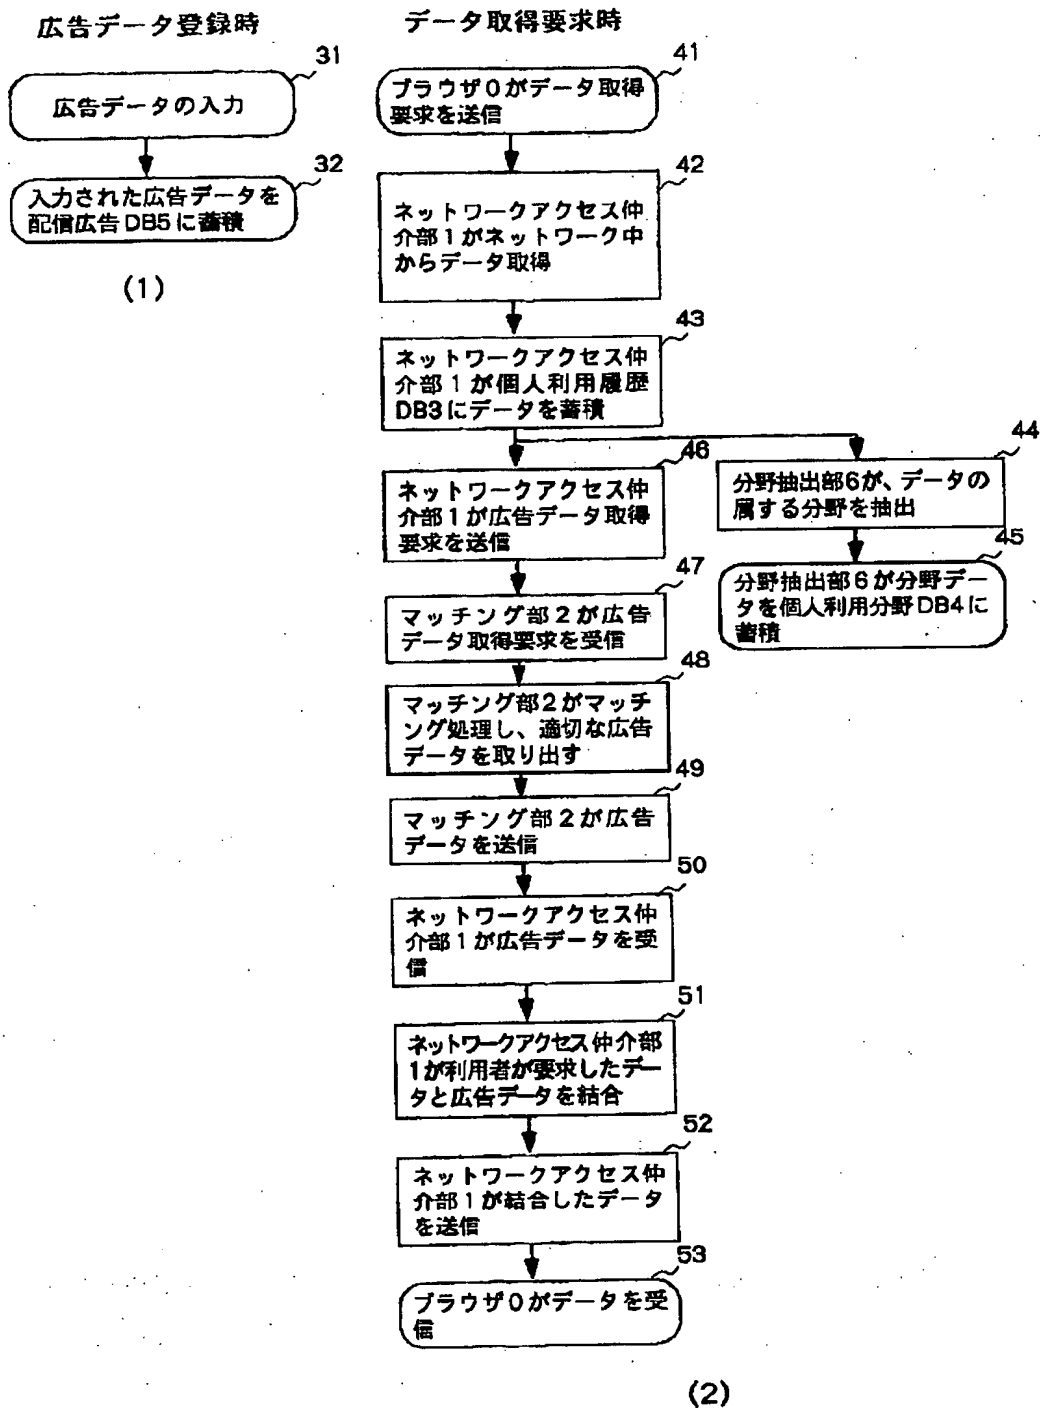 広告データ登録時
31
広告データの入力
32
入力された広告データを
配信広告DB5に蓄積
(1)
データ取得要求時
41
ブラウザ0がデータ取得
要求を送信
42
ネットワークアクセス仲
介部1がネットワーク中
からデータ取得
43
ネットワークアクセス仲
介部1が個人利用履歴
DB3にデータを蓄積
44
分野抽出部6が、データの
属する分野を抽出
45
分野抽出部6が分野デー
タを個人利用分野DB4に
蓄積
46
ネットワークアクセス仲
介部1が広告データ取得
要求を送信
47
マッチング部2が広告
データ取得要求を受信
48
マッチング部2がマッチ
ング処理し、適切な広告
データを取り出す
49
マッチング部2が広告
データを送信
50
ネットワークアクセス仲
介部1が広告データを受
信
51
ネットワークアクセス仲介部
1が利用者が要求したデー
タと広告データを結合
52
ネットワークアクセス仲
介部1が結合したデータ
を送信
53
ブラウザ0がデータを受
信
(2)